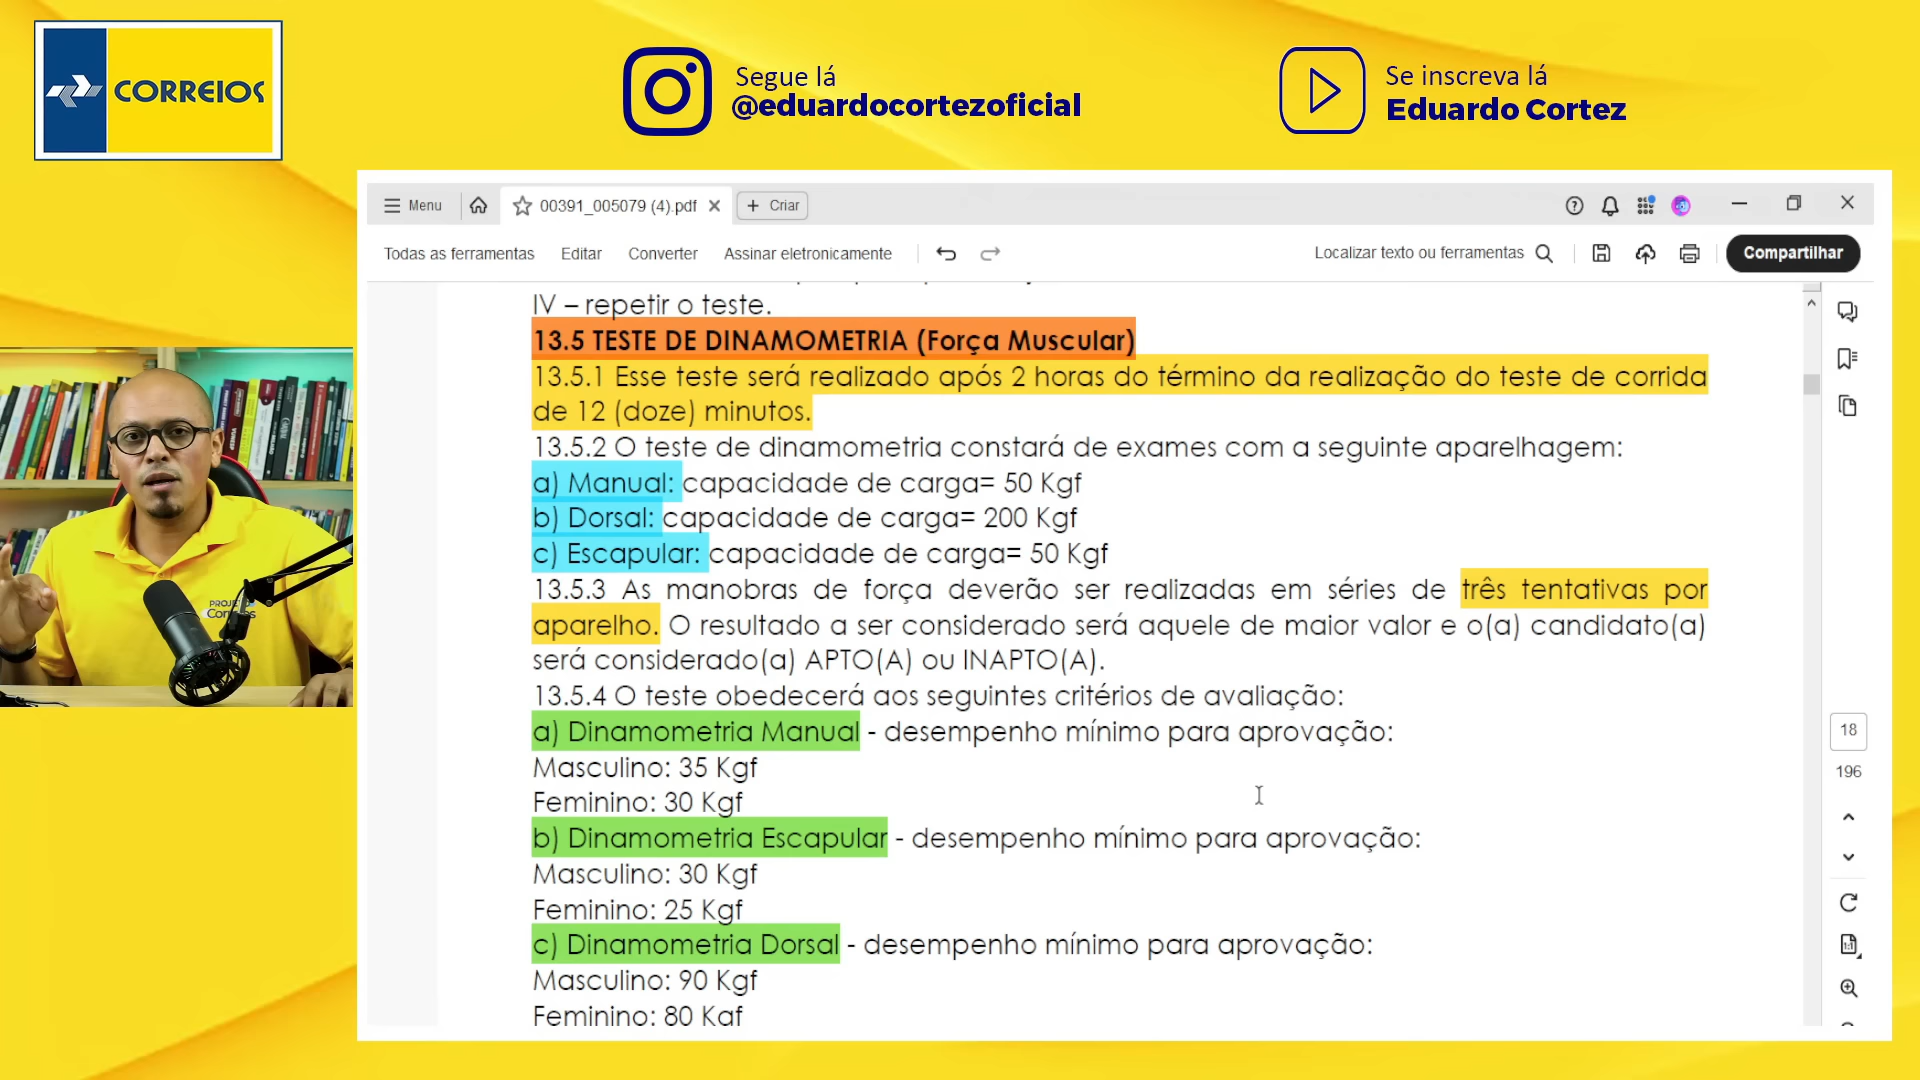 CORREIOS
Segue lá
@eduardocortezoficial
Se inscreva lá
Eduardo Cortez
Menu
00391_005079 (4).pdf
Criar
Todas as ferramentas
Editar
Converter
Assinar eletronicamente
Localizar texto ou ferramentas
Compartilhar
IV – repetir o teste.
13.5 TESTE DE DINAMOMETRIA (Força Muscular)
13.5.1 Esse teste será realizado após 2 horas do término da realização do teste de corrida
de 12 (doze) minutos.
13.5.2 O teste de dinamometria constará de exames com a seguinte aparelhagem:
a) Manual: capacidade de carga= 50 Kgf
b) Dorsal: capacidade de carga= 200 Kgf
c) Escapular: capacidade de carga= 50 Kgf
13.5.3 As manobras de força deverão ser realizadas em séries de três tentativas por
aparelho. O resultado a ser considerado será aquele de maior valor e o(a) candidato(a)
será considerado(a) APTO(A) ou INAPTO(A).
13.5.4 O teste obedecerá aos seguintes critérios de avaliação:
a) Dinamometria Manual - desempenho mínimo para aprovação:
Masculino: 35 Kgf
Feminino: 30 Kgf
b) Dinamometria Escapular - desempenho mínimo para aprovação:
Masculino: 30 Kgf
Feminino: 25 Kgf
c) Dinamometria Dorsal - desempenho mínimo para aprovação:
Masculino: 90 Kgf
Feminino: 80 Kgf
18
196
Correios